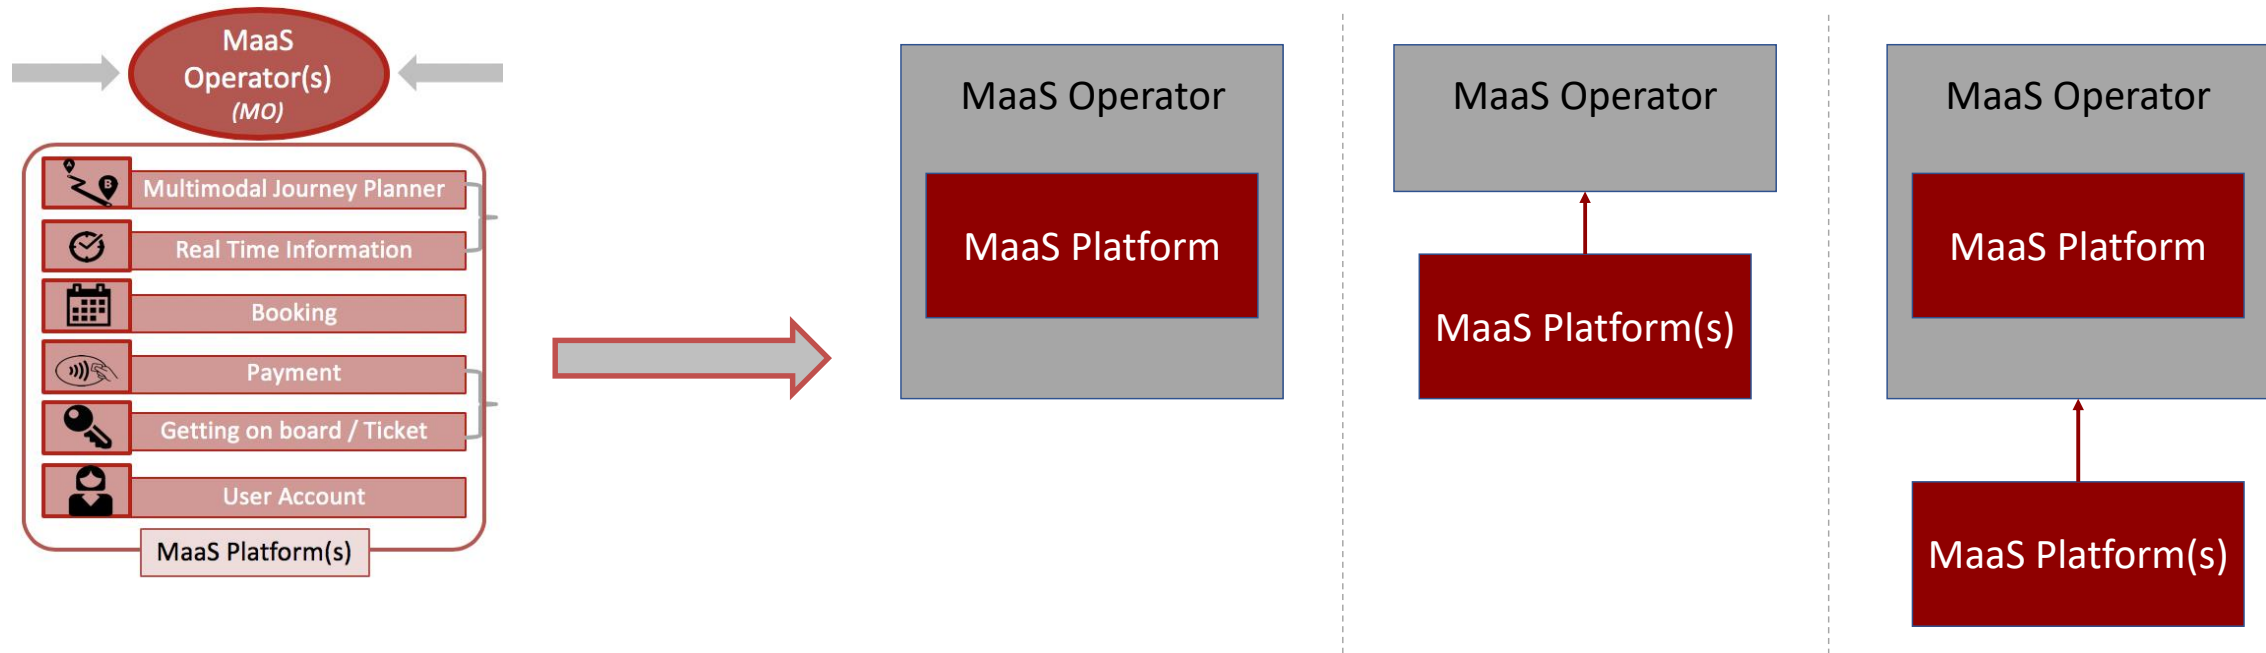 MaaS
Operator(s)
(MO)
A
B
Multimodal Journey Planner
Real Time Information
Booking
Payment
Getting on board / Ticket
User Account
MaaS Platform(s)
MaaS Operator
MaaS Platform
MaaS Operator
MaaS Platform(s)
MaaS Operator
MaaS Platform
MaaS Platform(s)